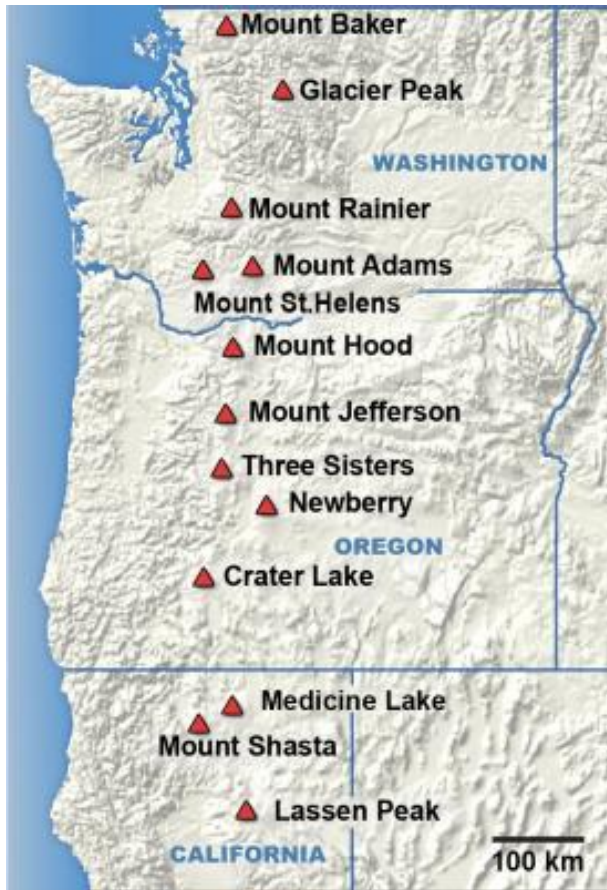 Mount Baker
Glacier Peak
WASHINGTON
Mount Rainier
Mount Adams
Mount St.Helens
Mount Hood
Mount Jefferson
Three Sisters
Newberry
OREGON
Crater Lake
Medicine Lake
Mount Shasta
Lassen Peak
CALIFORNIA
100 km